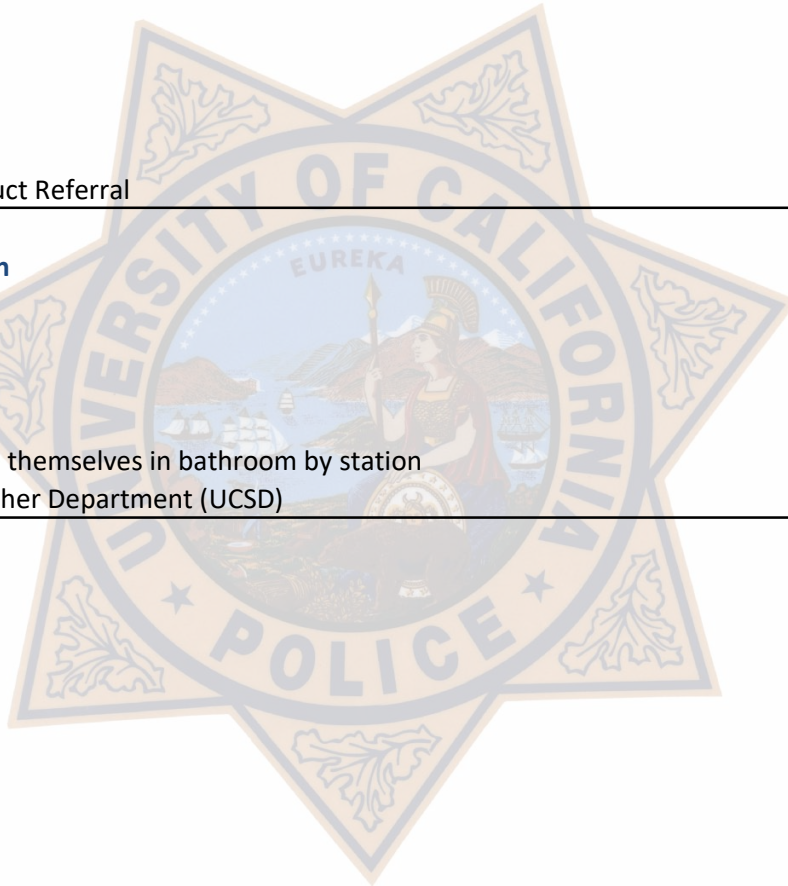 uct Referral
n
themselves in bathroom by station
her Department (UCSD)
UNIVERSITY OF CALIFORNIA
EUREKA
POLICE